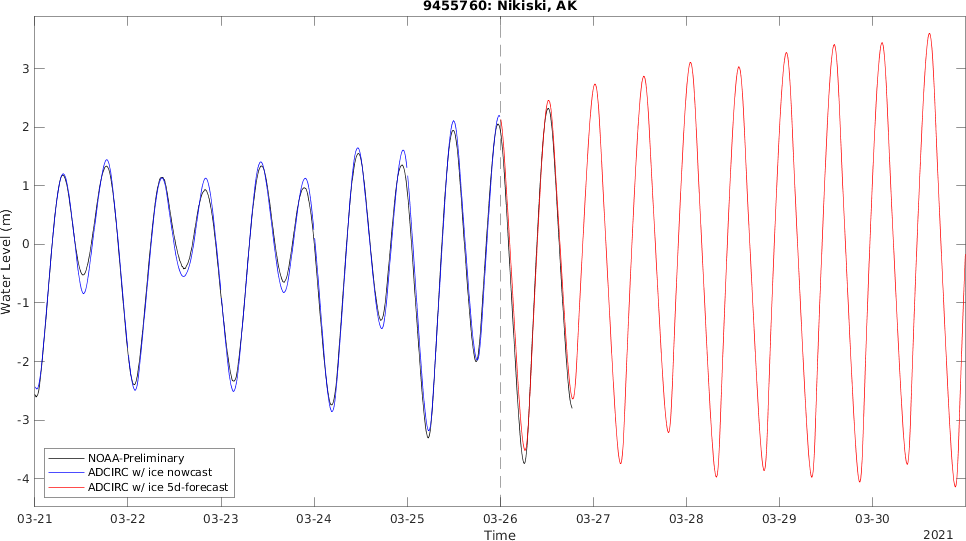 9455760: Nikiski, AK
3
2
1
0
-1
-2
-3
-4
Water Level (m)
NOAA-Preliminary
ADCIRC w/ ice nowcast
ADCIRC w/ ice 5d-forecast
03-21 03-22 03-23 03-24 03-25 03-26 03-27 03-28 03-29 03-30
Time
2021